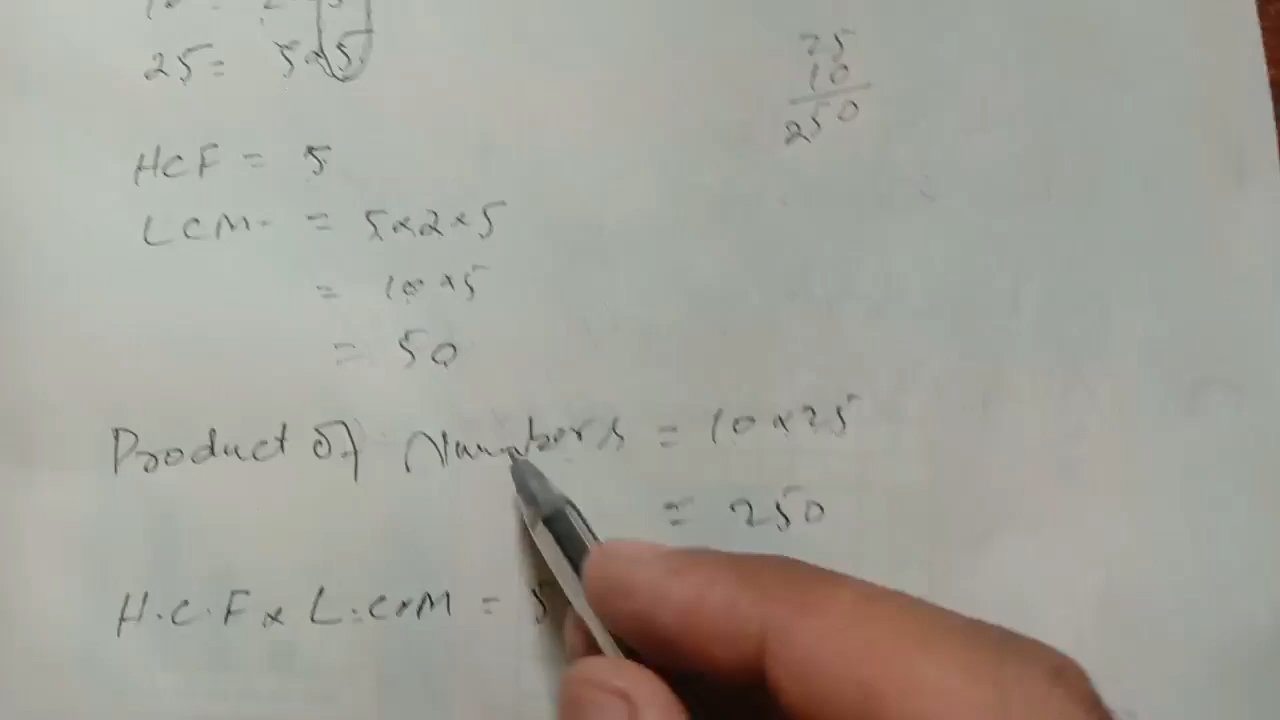 25 = 5×5
HCF = 5
LCM. = 5×2×5
= 10×5
= 50
Product of Numbers = 10×25
= 250
H.C.F × L.C.M = 5
25
10
250